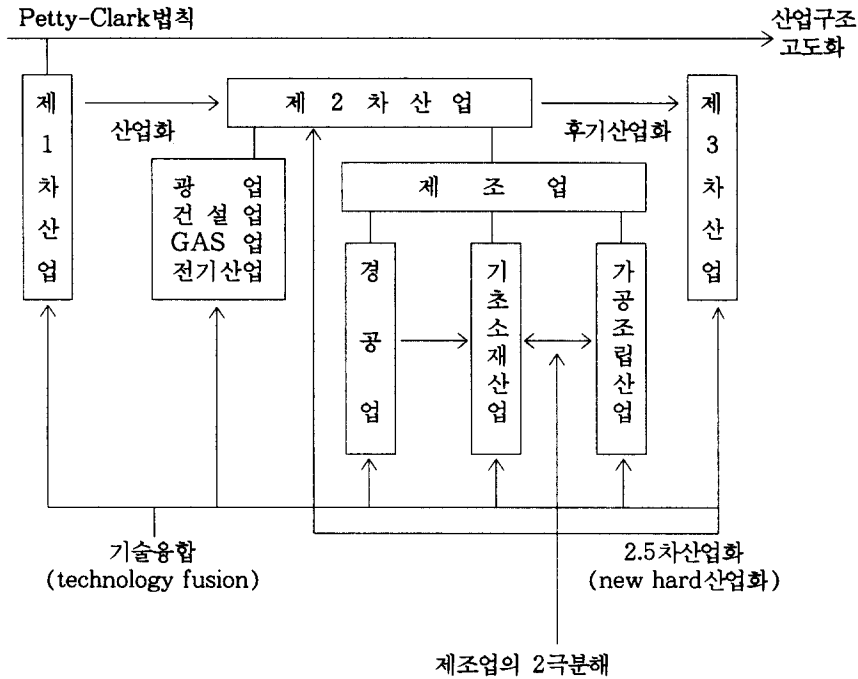 Petty-Clark법칙
산업구조
고도화
제1차산업
산업화
제 2 차 산 업
후기산업화
제3차산업
광 업
건 설 업
GAS 업
전기산업
제 조 업
경공업
기초소재산업
가공조립산업
기술융합
(technology fusion)
2.5차산업화
(new hard산업화)
제조업의 2극분해